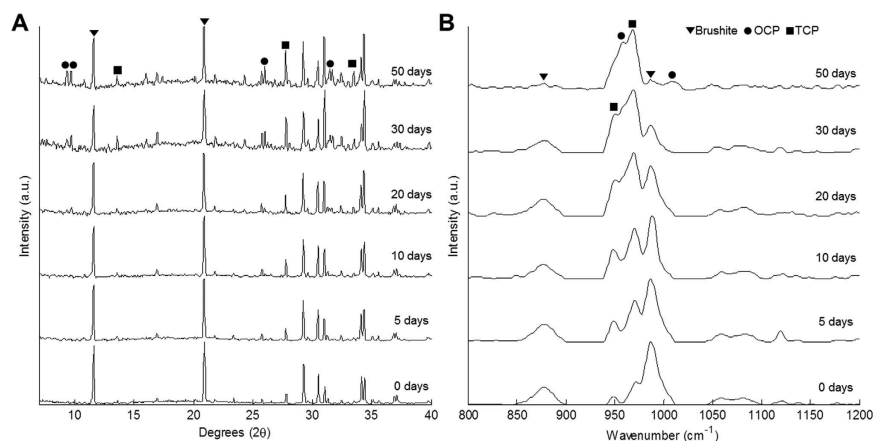 A
Intensity (a.u.)
50 days
30 days
20 days
10 days
5 days
0 days
10 15 20 25 30 35 40
Degrees (2θ)
B
Brushite OCP TCP
Intensity (a.u.)
50 days
30 days
20 days
10 days
5 days
0 days
800 850 900 950 1000 1050 1100 1150 1200
Wavenumber (cm⁻¹)